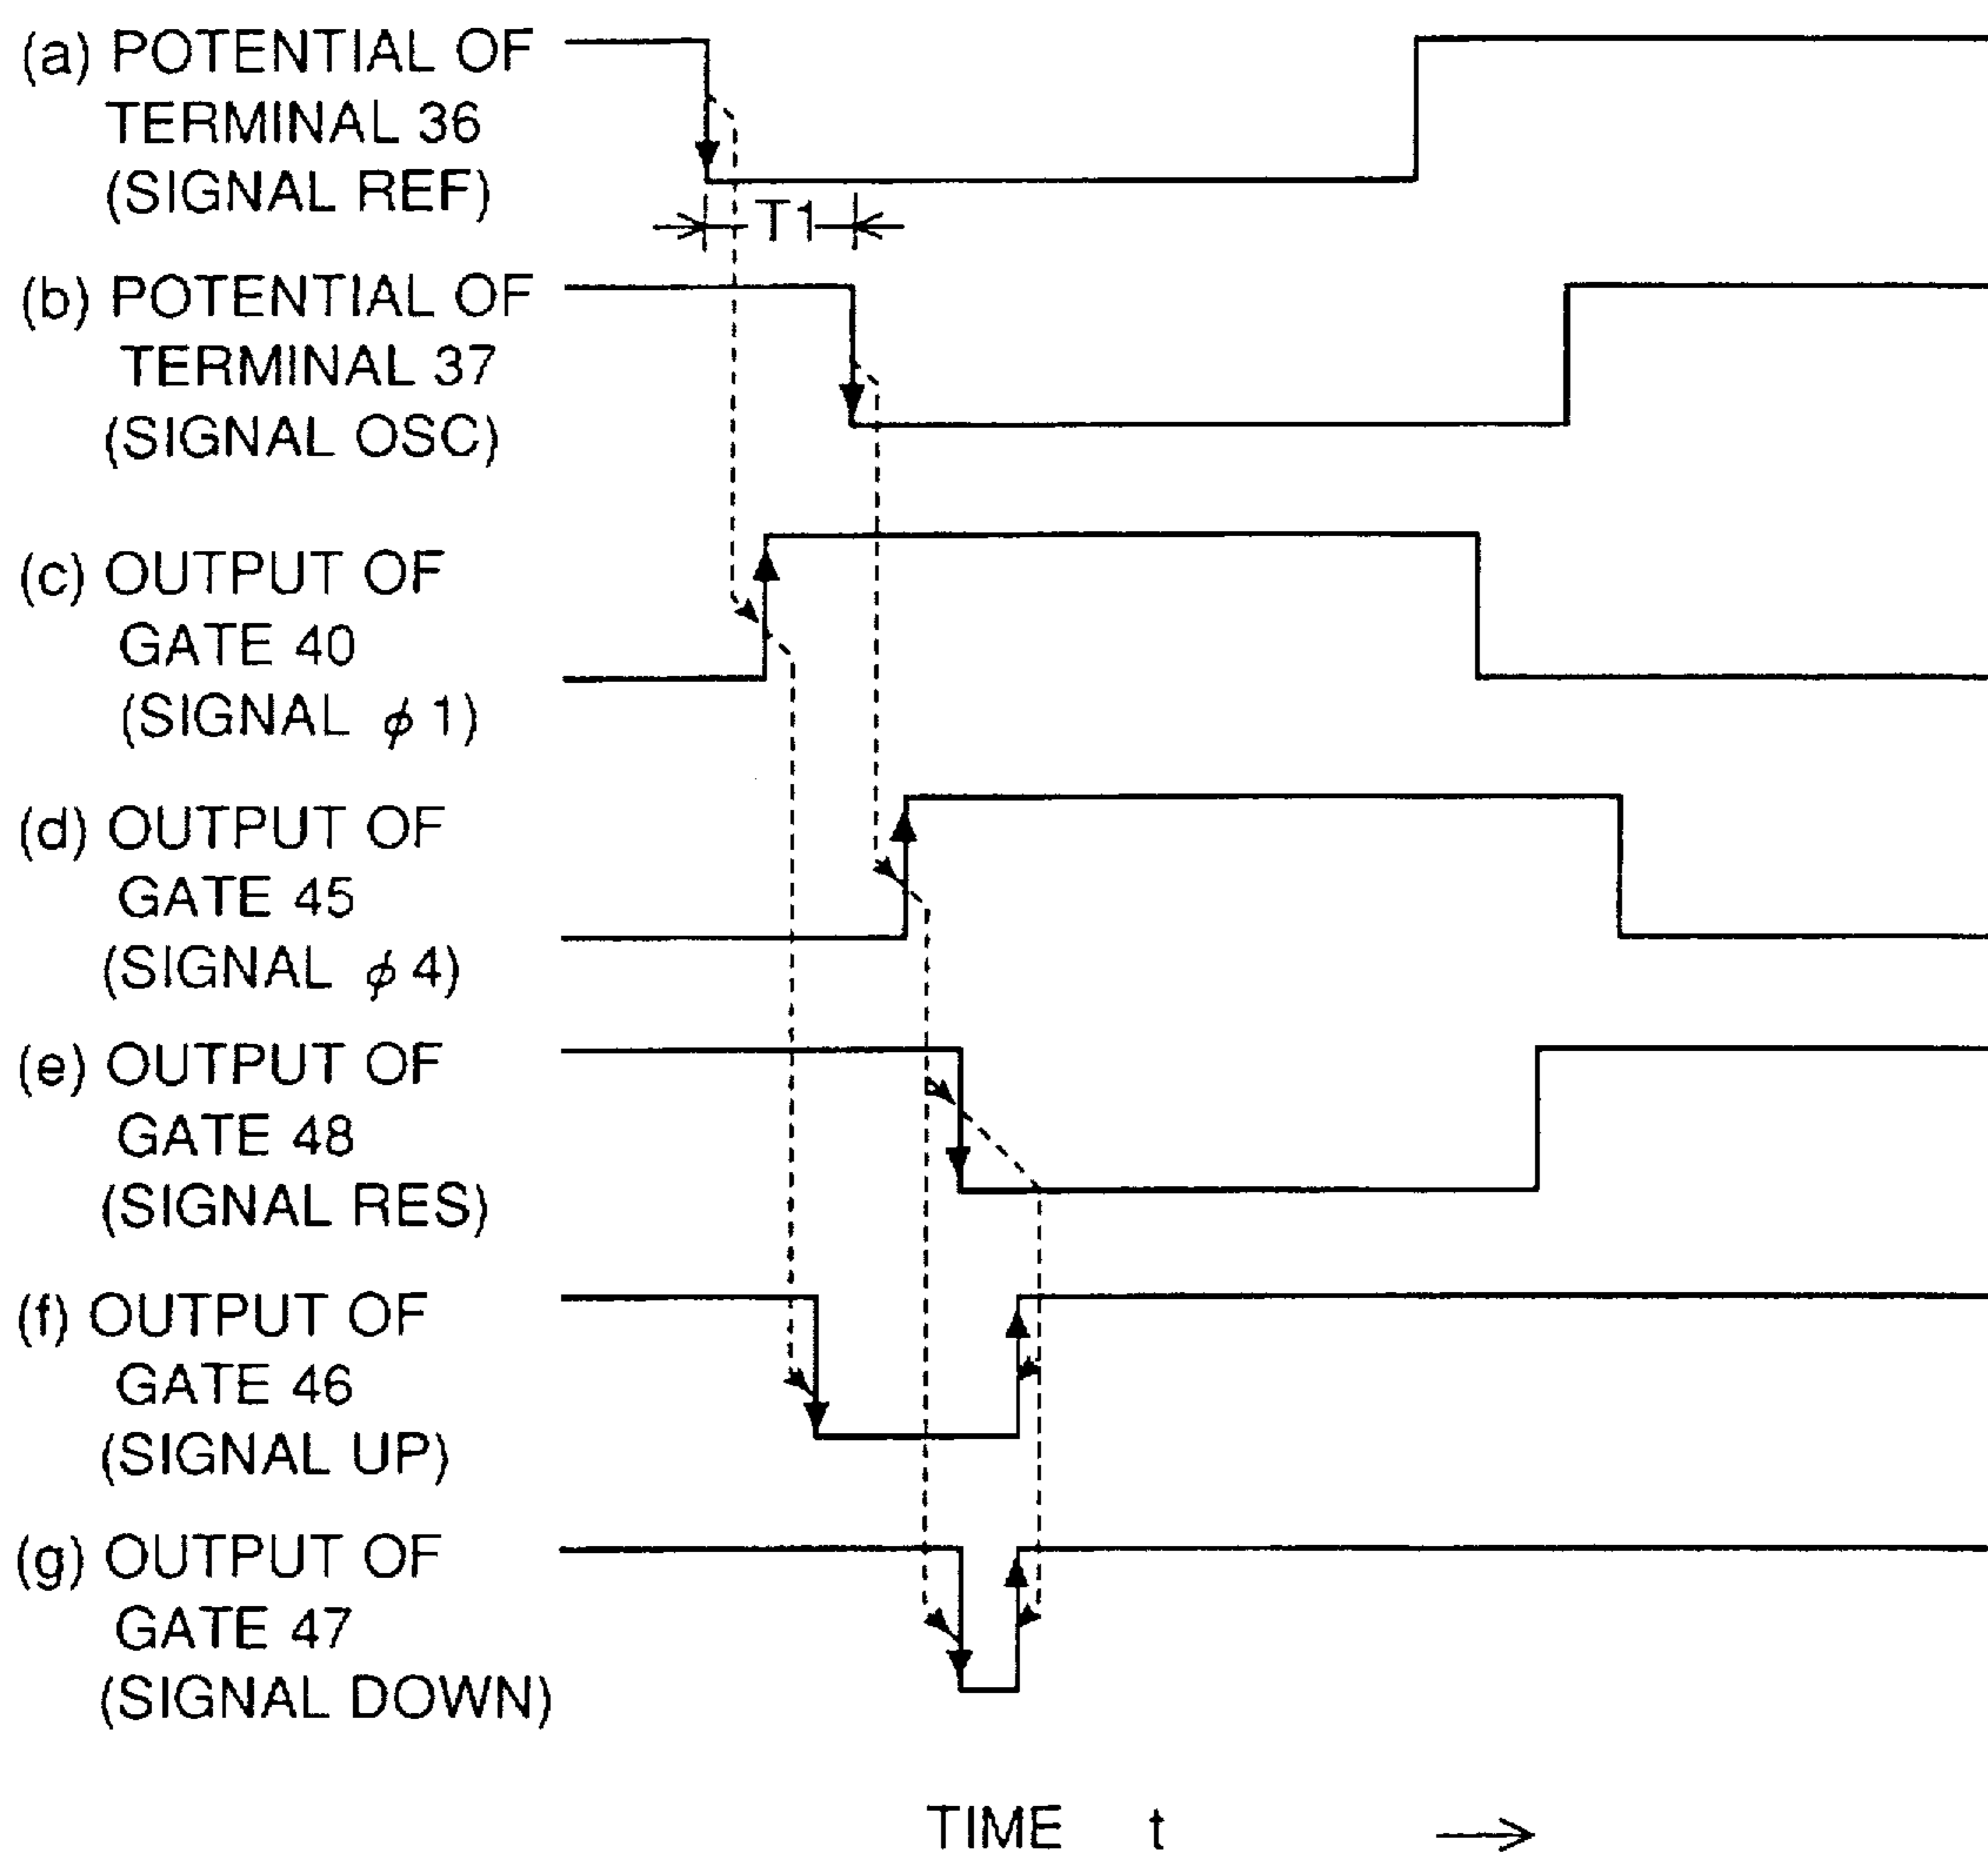 (a) POTENTIAL OF
TERMINAL 36
(SIGNAL REF)
T1
(b) POTENTIAL OF
TERMINAL 37
(SIGNAL OSC)
(c) OUTPUT OF
GATE 40
(SIGNAL ϕ 1)
(d) OUTPUT OF
GATE 45
(SIGNAL ϕ 4)
(e) OUTPUT OF
GATE 48
(SIGNAL RES)
(f) OUTPUT OF
GATE 46
(SIGNAL UP)
(g) OUTPUT OF
GATE 47
(SIGNAL DOWN)
TIME t